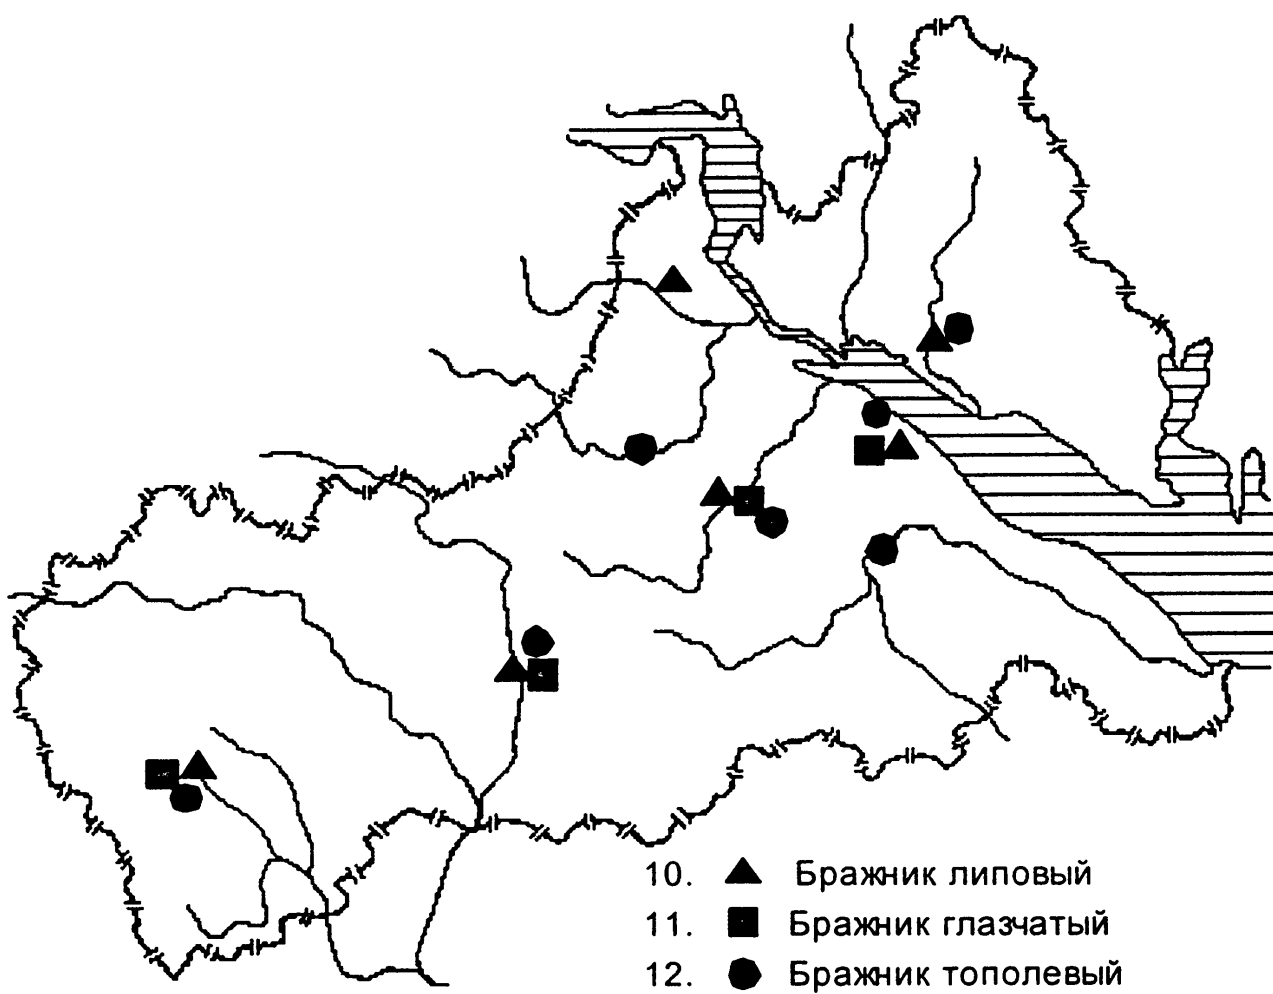 10. Бражник липовый
11. Бражник глазчатый
12. Бражник тополевый